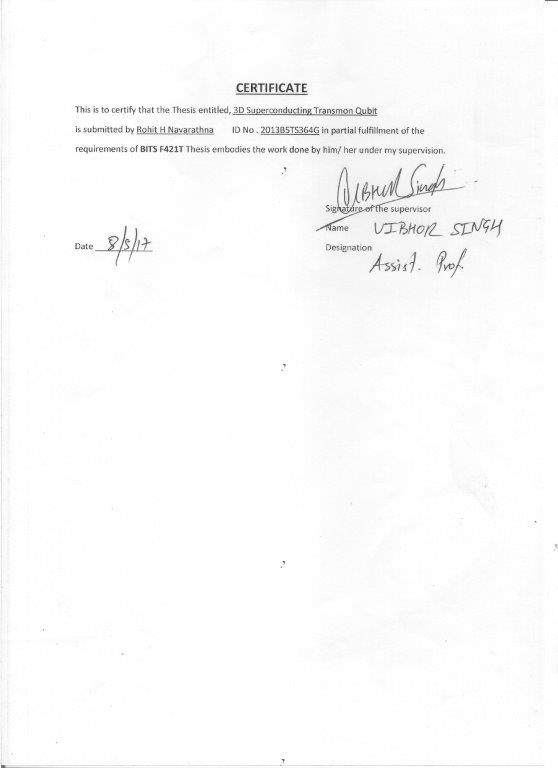 CERTIFICATE
This is to certify that the Thesis entitled, 3D Superconducting Transmon Qubit
is submitted by Rohit H Navarathna ID No . 2013B5TS364G in partial fulfillment of the
requirements of BITS F421T Thesis embodies the work done by him/ her under my supervision.
Vibhor Singh
Signature of the supervisor
Name VIBHOR SINGH
Date 8/5/17
Designation
Assist. Prof.